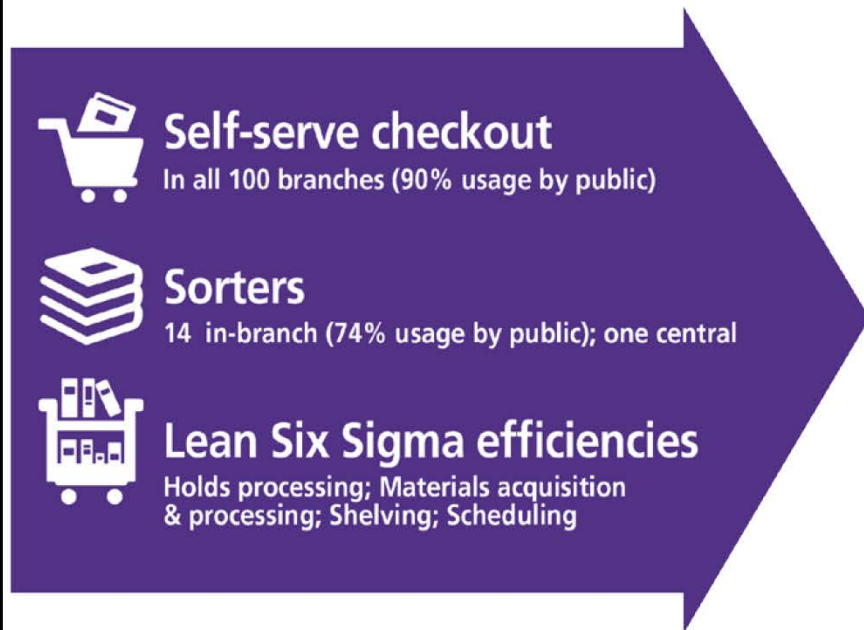 Self-serve checkout
In all 100 branches (90% usage by public)
Sorters
14 in-branch (74% usage by public); one central
Lean Six Sigma efficiencies
Holds processing; Materials acquisition
& processing; Shelving; Scheduling